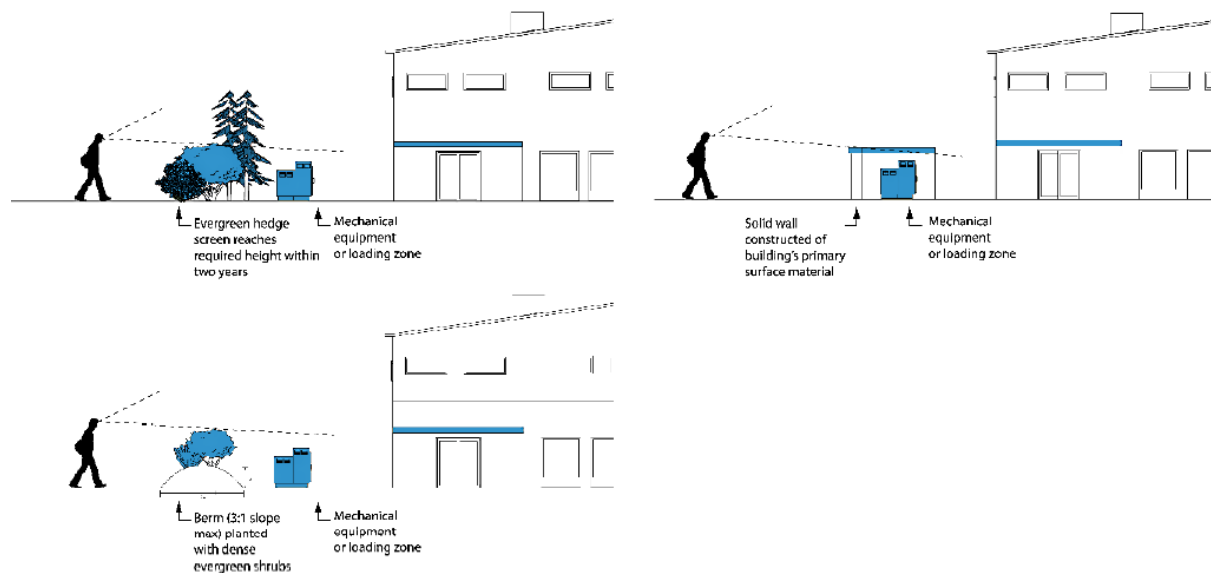 Evergreen hedge
screen reaches
required height within
two years
Mechanical
equipment
or loading zone
Solid wall
constructed of
building's primary
surface material
Mechanical
equipment
or loading zone
Berm (3:1 slope
max) planted
with dense
evergreen shrubs
Mechanical
equipment
or loading zone